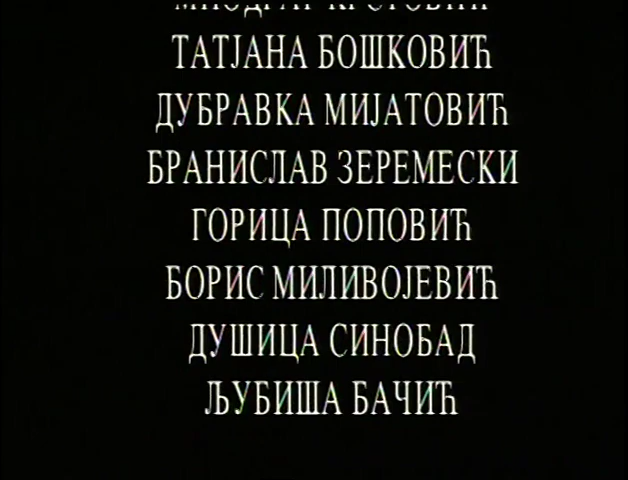 ТАТЈАНА БОШКОВИЋ
ДУБРАВКА МИЈАТОВИЋ
БРАНИСЛАВ ЗЕРЕМЕСКИ
ГОРИЦА ПОПОВИЋ
БОРИС МИЛИВОЈЕВИЋ
ДУШИЦА СИНОБАД
ЉУБИША БАЧИЋ